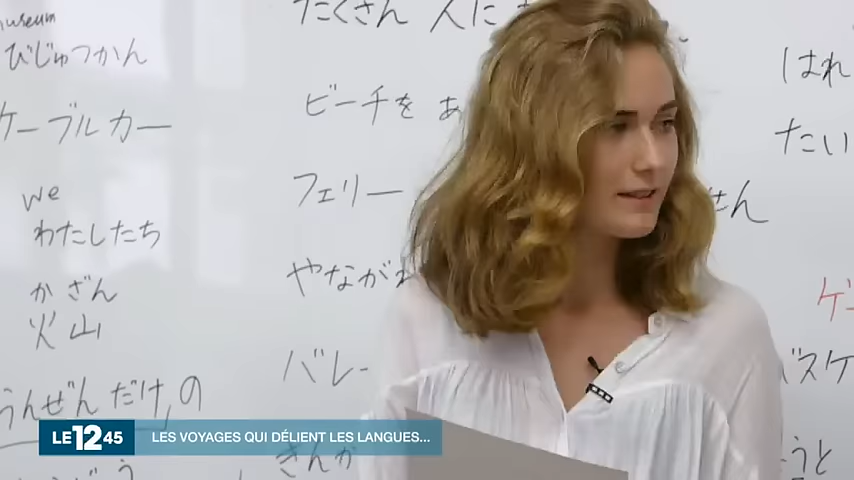 museum
びじゅつかん
ケーブルカー
we
わたしたち
かざん
火山
うんぜん だけ」の
たくさん 人に
ビーチを あ
フェリー
やながわ
バレー
きんか
はれ
たい
せん
バスケ
うと
LE 12 45
LES VOYAGES QUI DÉLIENT LES LANGUES...